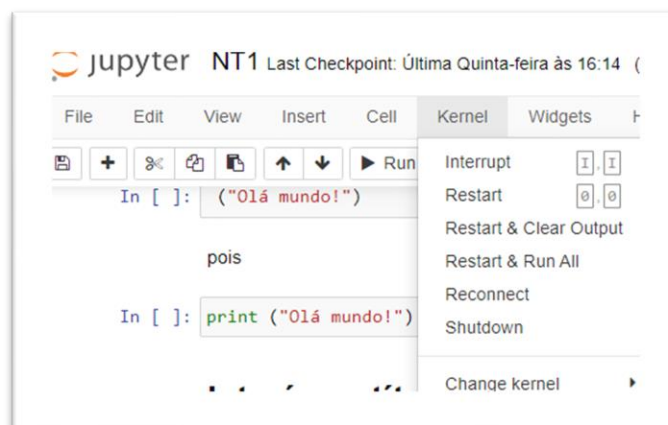 jupyter NT1 Last Checkpoint: Última Quinta-feira às 16:14 (
File Edit View Insert Cell Kernel Widgets
Run
In [ ]: ("Olá mundo!")
pois
In [ ]: print ("Olá mundo!")
Interrupt I,I
Restart 0,0
Restart & Clear Output
Restart & Run All
Reconnect
Shutdown
Change kernel